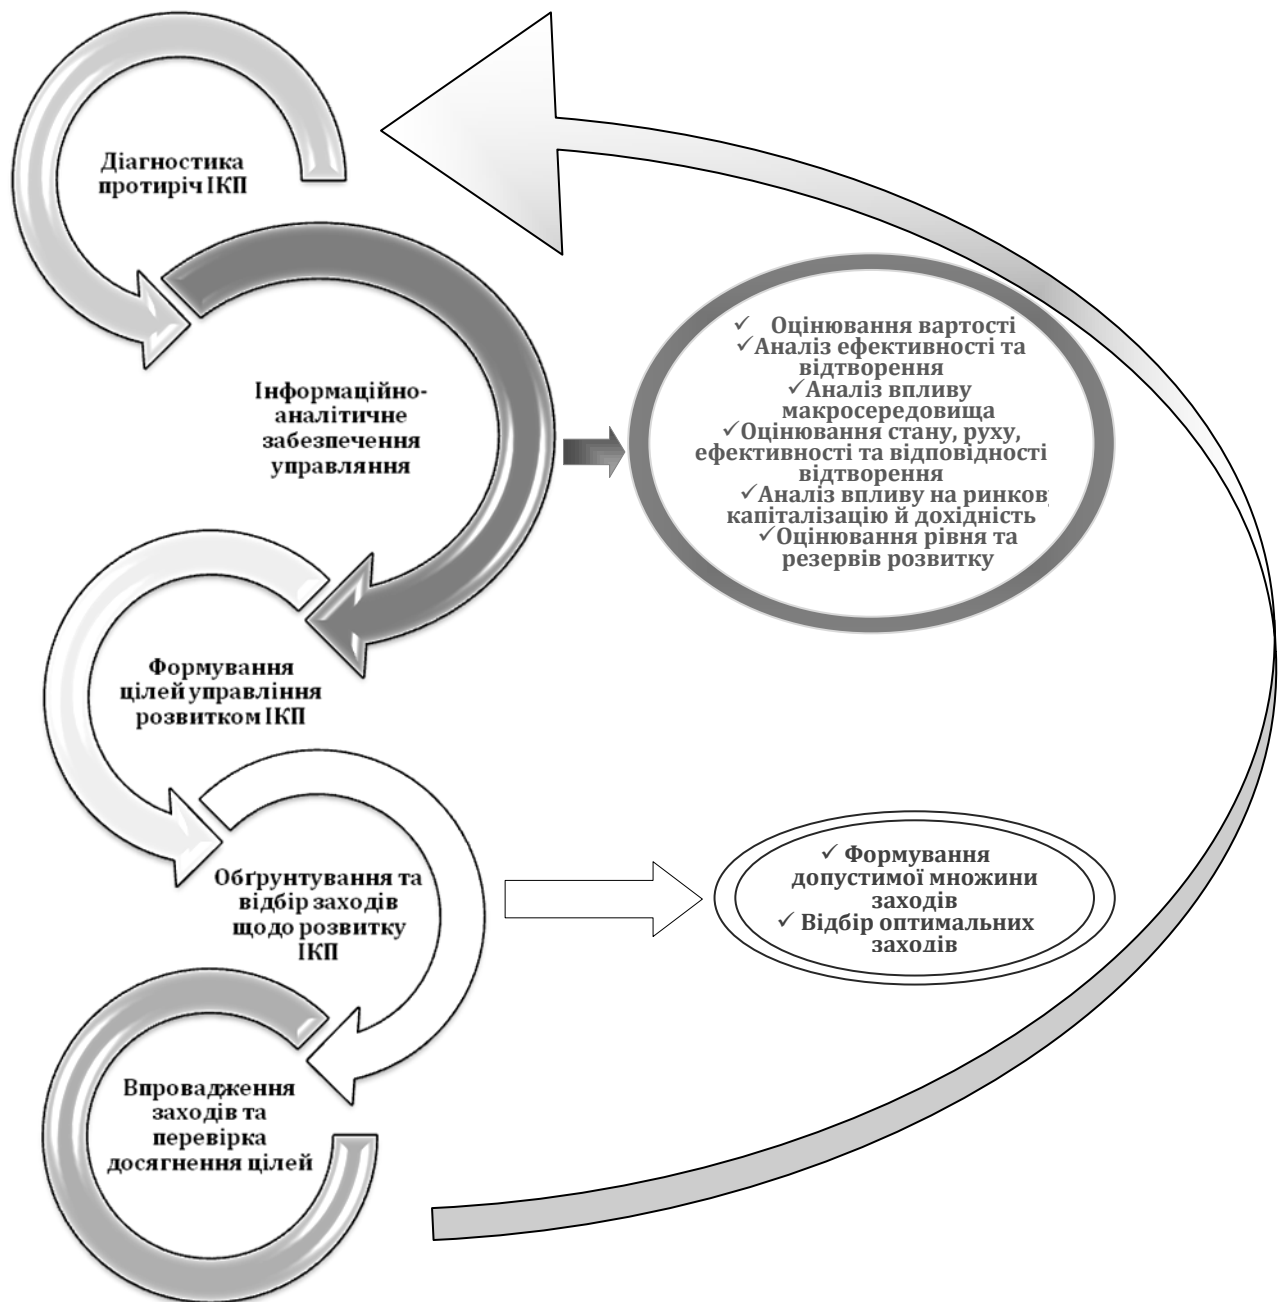 Діагностика
протиріч ІКП
Інформаційно-
аналітичне
забезпечення
управляння
✓ Оцінювання вартості
✓Аналіз ефективності та
відтворення
✓Аналіз впливу
макросередовища
✓Оцінювання стану, руху,
ефективності та відповідності
відтворення
✓Аналіз впливу на ринков
капіталізацію й дохідність
✓Оцінювання рівня та
резервів розвитку
Формування
цілей управління
розвитком ІКП
Обґрунтування та
відбір заходів
щодо розвитку
ІКП
✓ Формування
допустимої множини
заходів
✓ Відбір оптимальних
заходів
Впровадження
заходів та
перевірка
досягнення цілей